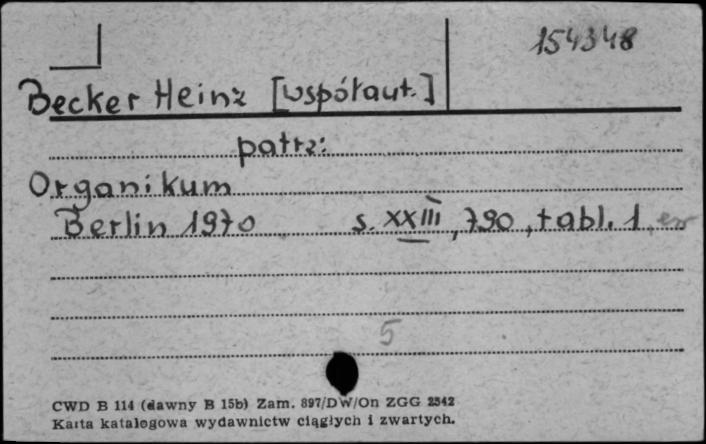 154348
Becker Heinz [współaut.]
patrz:
Organikum
Berlin 1970 s. XXIII, 790, tabl. 1
5
CWD B 114 (dawny B 15b) Zam. 897/DW/On ZGG 2542
Karta katalogowa wydawnictw ciągłych i zwartych.